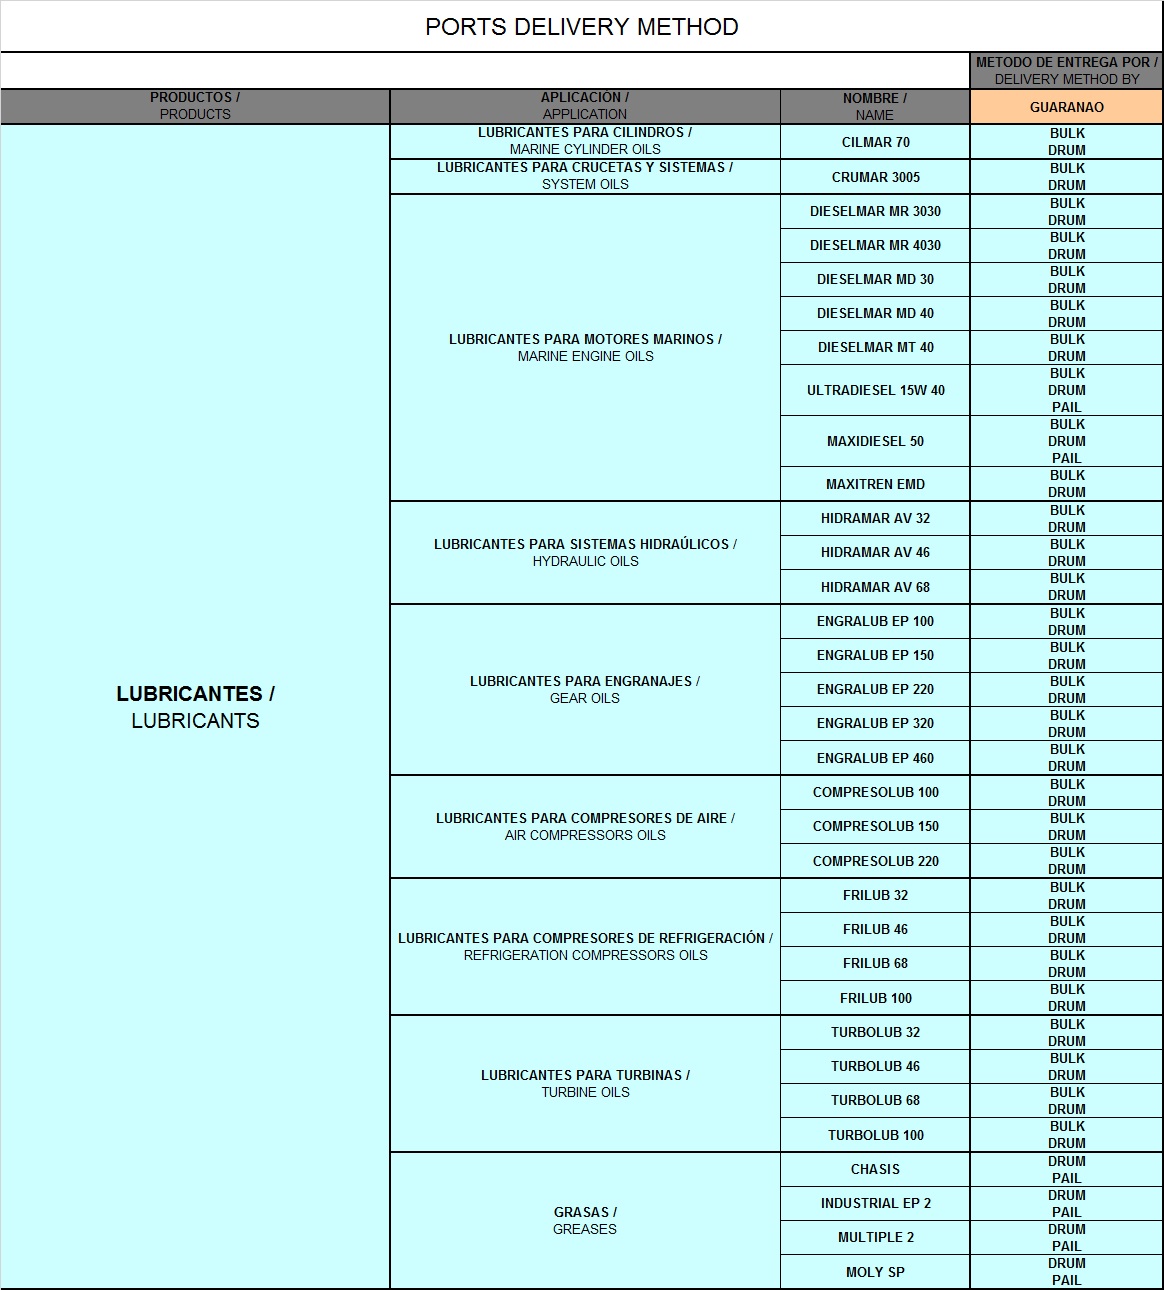 PORTS DELIVERY METHOD
METODO DE ENTREGA POR /
DELIVERY METHOD BY
PRODUCTOS /
PRODUCTS
APLICACIÓN /
APPLICATION
NOMBRE /
NAME
GUARANAO
LUBRICANTES /
LUBRICANTS
LUBRICANTES PARA CILINDROS /
MARINE CYLINDER OILS
CILMAR 70
BULK
DRUM
LUBRICANTES PARA CRUCETAS Y SISTEMAS /
SYSTEM OILS
CRUMAR 3005
BULK
DRUM
LUBRICANTES PARA MOTORES MARINOS /
MARINE ENGINE OILS
DIESELMAR MR 3030
BULK
DRUM
DIESELMAR MR 4030
BULK
DRUM
DIESELMAR MD 30
BULK
DRUM
DIESELMAR MD 40
BULK
DRUM
DIESELMAR MT 40
BULK
DRUM
ULTRADIESEL 15W 40
BULK
DRUM
PAIL
MAXIDIESEL 50
BULK
DRUM
PAIL
MAXITREN EMD
BULK
DRUM
LUBRICANTES PARA SISTEMAS HIDRAÚLICOS /
HYDRAULIC OILS
HIDRAMAR AV 32
BULK
DRUM
HIDRAMAR AV 46
BULK
DRUM
HIDRAMAR AV 68
BULK
DRUM
LUBRICANTES PARA ENGRANAJES /
GEAR OILS
ENGRALUB EP 100
BULK
DRUM
ENGRALUB EP 150
BULK
DRUM
ENGRALUB EP 220
BULK
DRUM
ENGRALUB EP 320
BULK
DRUM
ENGRALUB EP 460
BULK
DRUM
LUBRICANTES PARA COMPRESORES DE AIRE /
AIR COMPRESSORS OILS
COMPRESOLUB 100
BULK
DRUM
COMPRESOLUB 150
BULK
DRUM
COMPRESOLUB 220
BULK
DRUM
LUBRICANTES PARA COMPRESORES DE REFRIGERACIÓN /
REFRIGERATION COMPRESSORS OILS
FRILUB 32
BULK
DRUM
FRILUB 46
BULK
DRUM
FRILUB 68
BULK
DRUM
FRILUB 100
BULK
DRUM
LUBRICANTES PARA TURBINAS /
TURBINE OILS
TURBOLUB 32
BULK
DRUM
TURBOLUB 46
BULK
DRUM
TURBOLUB 68
BULK
DRUM
TURBOLUB 100
BULK
DRUM
GRASAS /
GREASES
CHASIS
DRUM
PAIL
INDUSTRIAL EP 2
DRUM
PAIL
MULTIPLE 2
DRUM
PAIL
MOLY SP
DRUM
PAIL